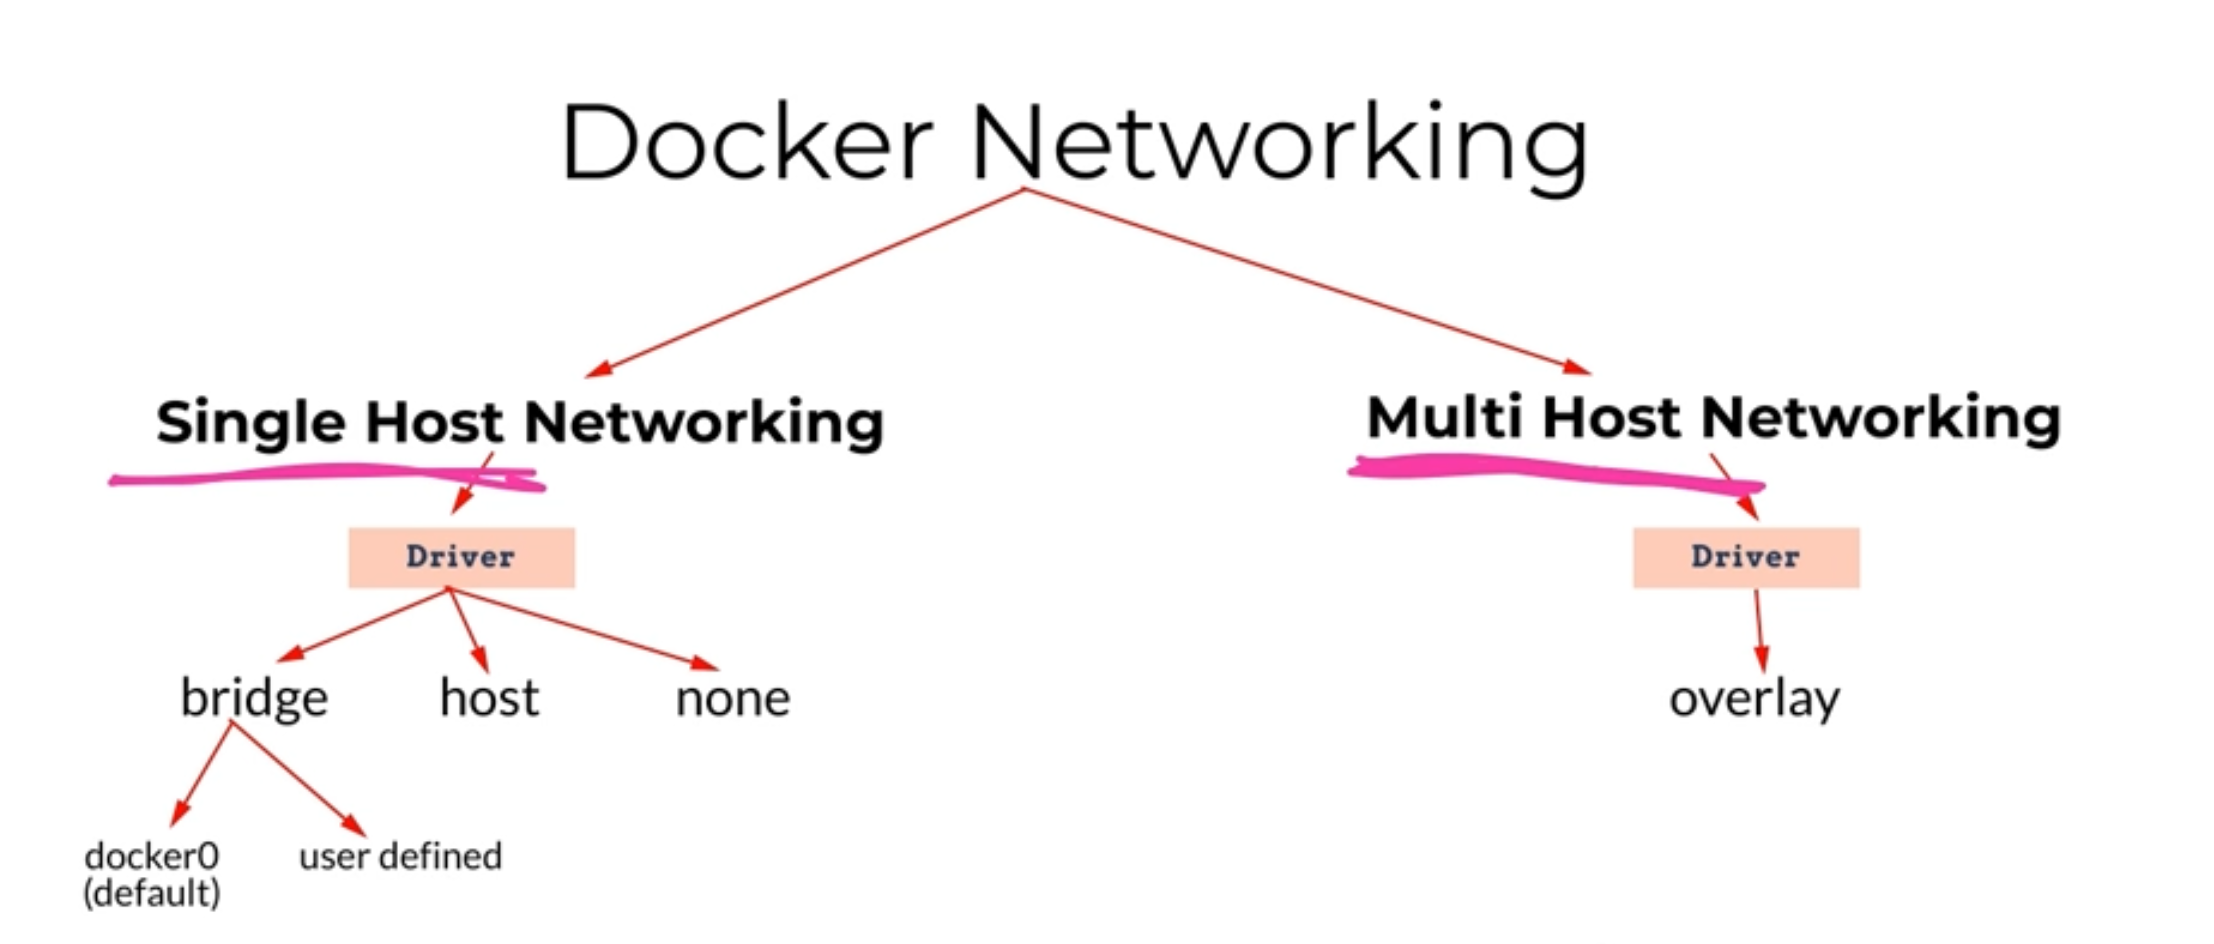 Docker Networking
Single Host Networking
Multi Host Networking
Driver
Driver
bridge
host
none
overlay
docker0
(default)
user defined